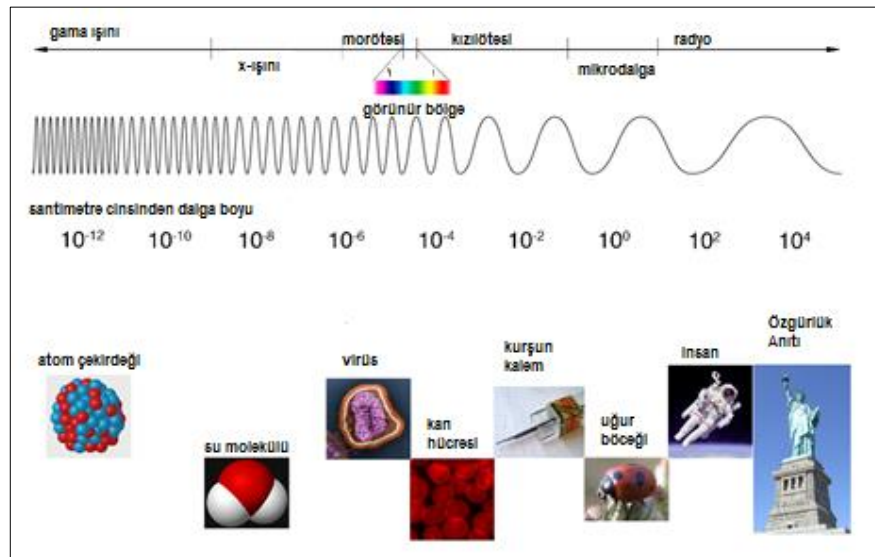 gama ışını
morötesi
kızılötesi
radyo
x-ışını
mikrodalga
görünür bölge
santimetre cinsinden dalga boyu
10⁻¹² 10⁻¹⁰ 10⁻⁸ 10⁻⁶ 10⁻⁴ 10⁻² 10⁰ 10² 10⁴
atom çekirdeği
su molekülü
virüs
kan
hücresi
kurşun
kalem
uğur
böceği
insan
Özgürlük
Anıtı